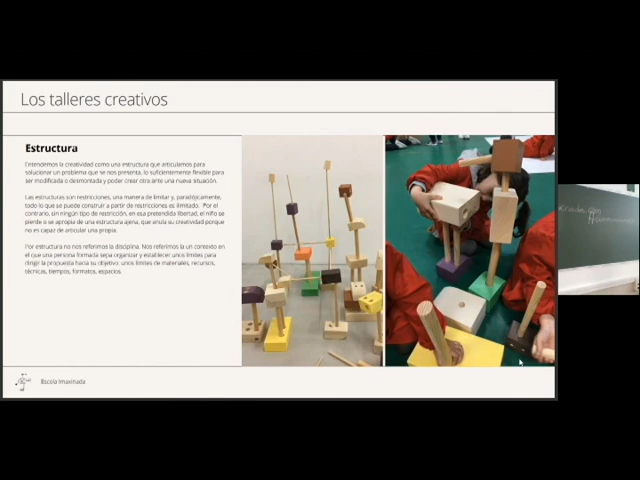 Los talleres creativos
Estructura
Entendemos la creatividad como una estructura que articulamos para
solucionar un problema que se nos presenta, lo suficientemente flexible para
ser modificada o desmontada y poder crear otra ante una nueva situación.
Las estructuras son restricciones, una manera de limitar y, paradójicamente,
todo lo que se puede construir a partir de restricciones es ilimitado. Por el
contrario, sin ningún tipo de restricción, en esa pretendida libertad, el niño se
pierde o se apropia de una estructura ajena, que anula su creatividad porque
no es capaz de articular una propia.
Por estructura no nos referimos la disciplina. Nos referimos la un contexto en
el que una persona formada sepa organizar y establecer unos límites para
dirigir la propuesta hacia su objetivo: unos límites de materiales, recursos,
técnicas, tiempos, formatos, espacios.
Escola Imaxinada